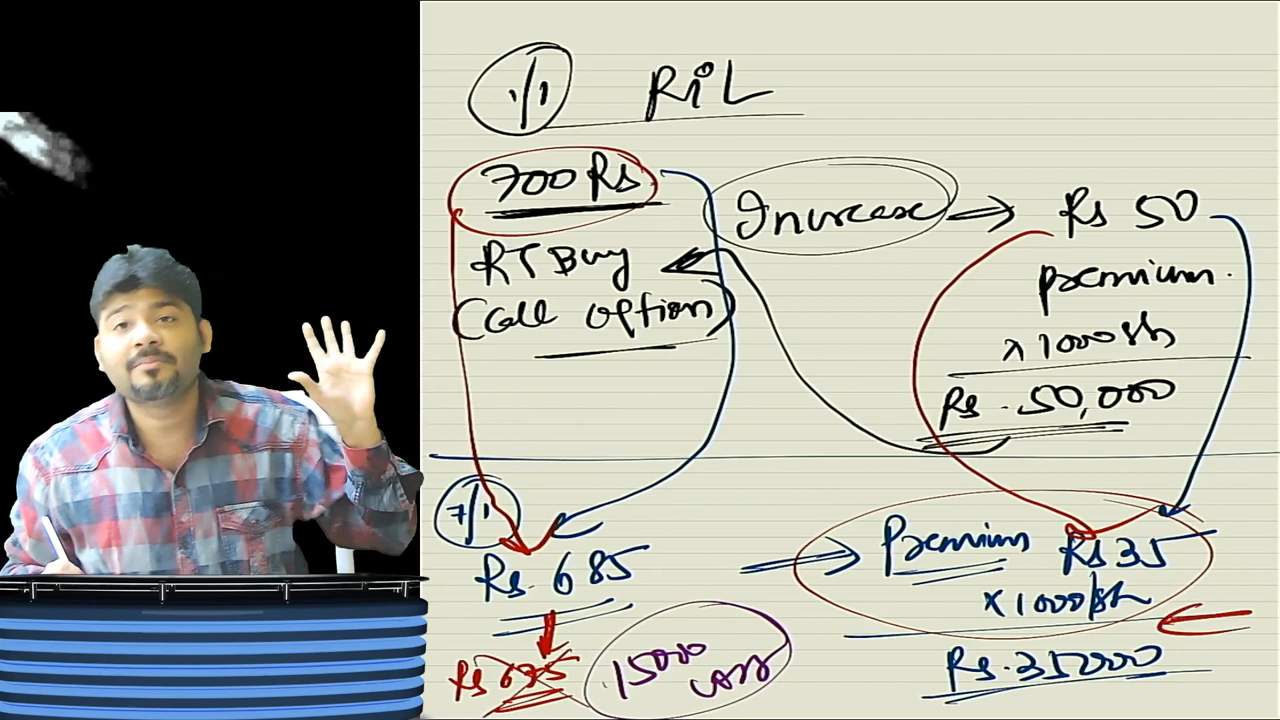 1/1 RiL
700 Rs. Increase => Rs 50
RT Buy premium.
(Call option) x 1000 sh
Rs. 50,000
7/1
Rs. 685 => Premium Rs 35
x 1000/sh
Rs. 35000
15000